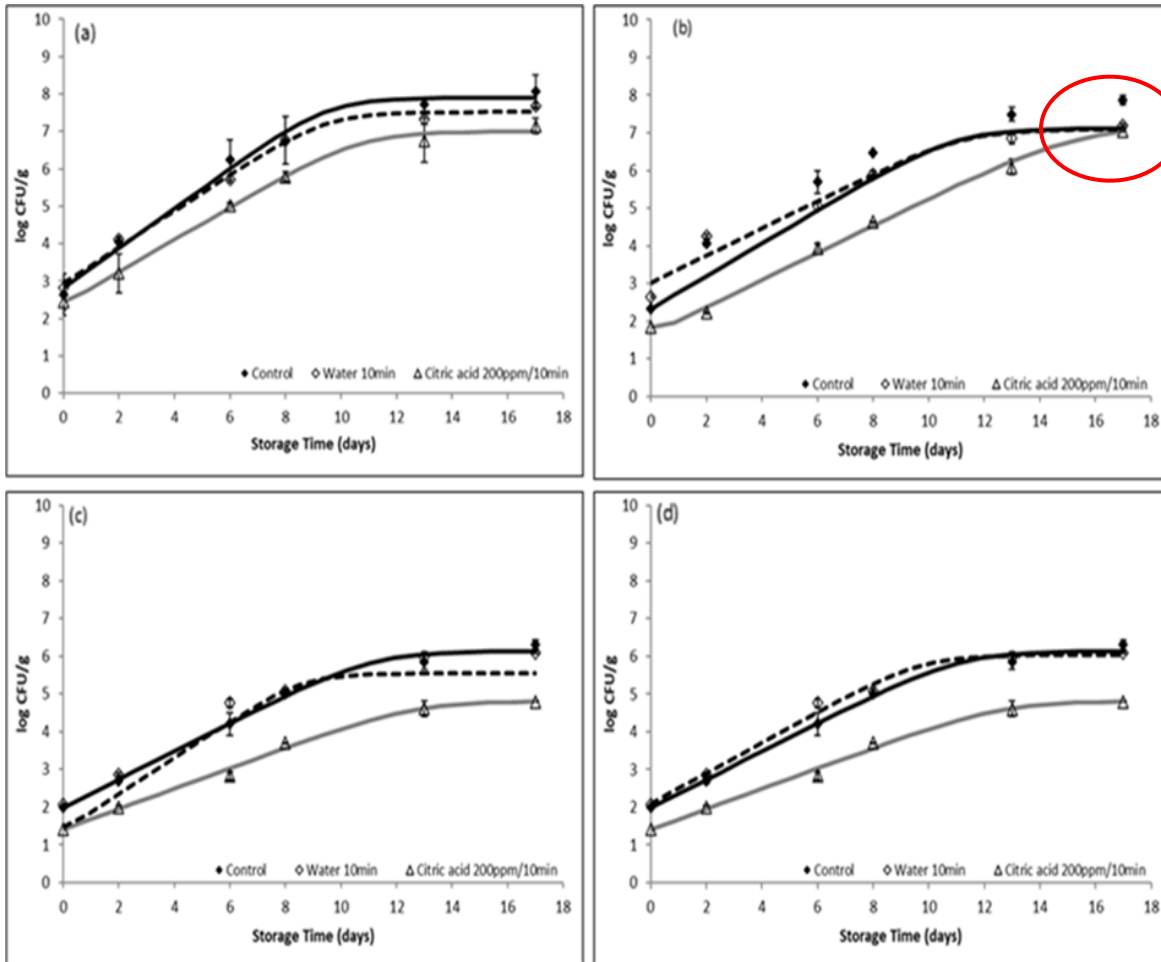 (a)
10
9
8
7
6
5
4
3
2
1
0
log CFU/g
Control
Water 10min
Citric acid 200ppm/10min
0 2 4 6 8 10 12 14 16 18
Storage Time (days)
(b)
10
9
8
7
6
5
4
3
2
1
0
log CFU/g
Control
Water 10min
Citric acid 200ppm/10min
0 2 4 6 8 10 12 14 16 18
Storage Time (days)
(c)
10
9
8
7
6
5
4
3
2
1
0
log CFU/g
Control
Water 10min
Citric acid 200ppm/10min
0 2 4 6 8 10 12 14 16 18
Storage Time (days)
(d)
10
9
8
7
6
5
4
3
2
1
0
log CFU/g
Control
Water 10min
Citric acid 200ppm/10min
0 2 4 6 8 10 12 14 16 18
Storage Time (days)